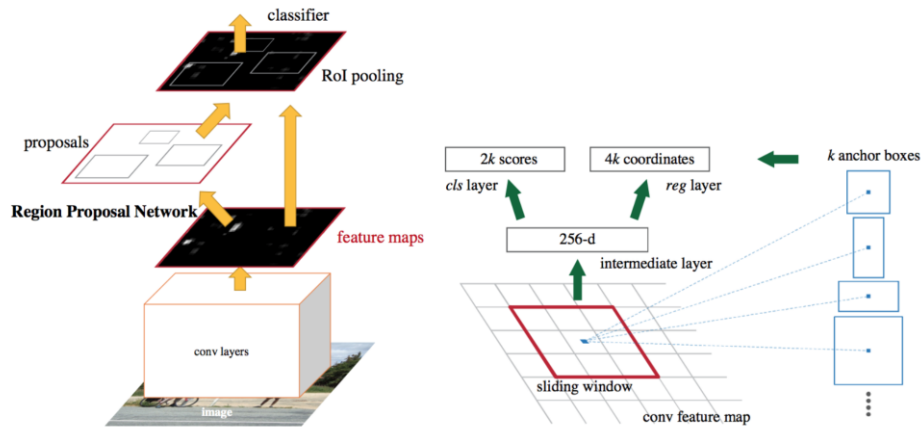 classifier
RoI pooling
proposals
Region Proposal Network
feature maps
conv layers
image
2k scores
4k coordinates
k anchor boxes
cls layer
reg layer
256-d
intermediate layer
sliding window
conv feature map